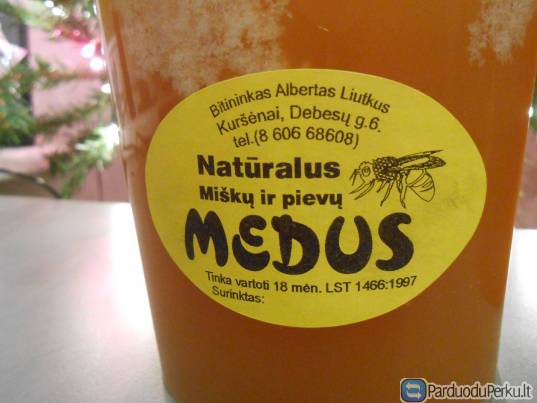 Bitininkas Albertas Liutkus
Kuršėnai, Debesų g.6.
tel.(8 606 68608)
Natūralus
Miškų ir pievų
MEDUS
Tinka vartoti 18 mėn. LST 1466:1997
Surinktas:
ParduoduPerku.lt